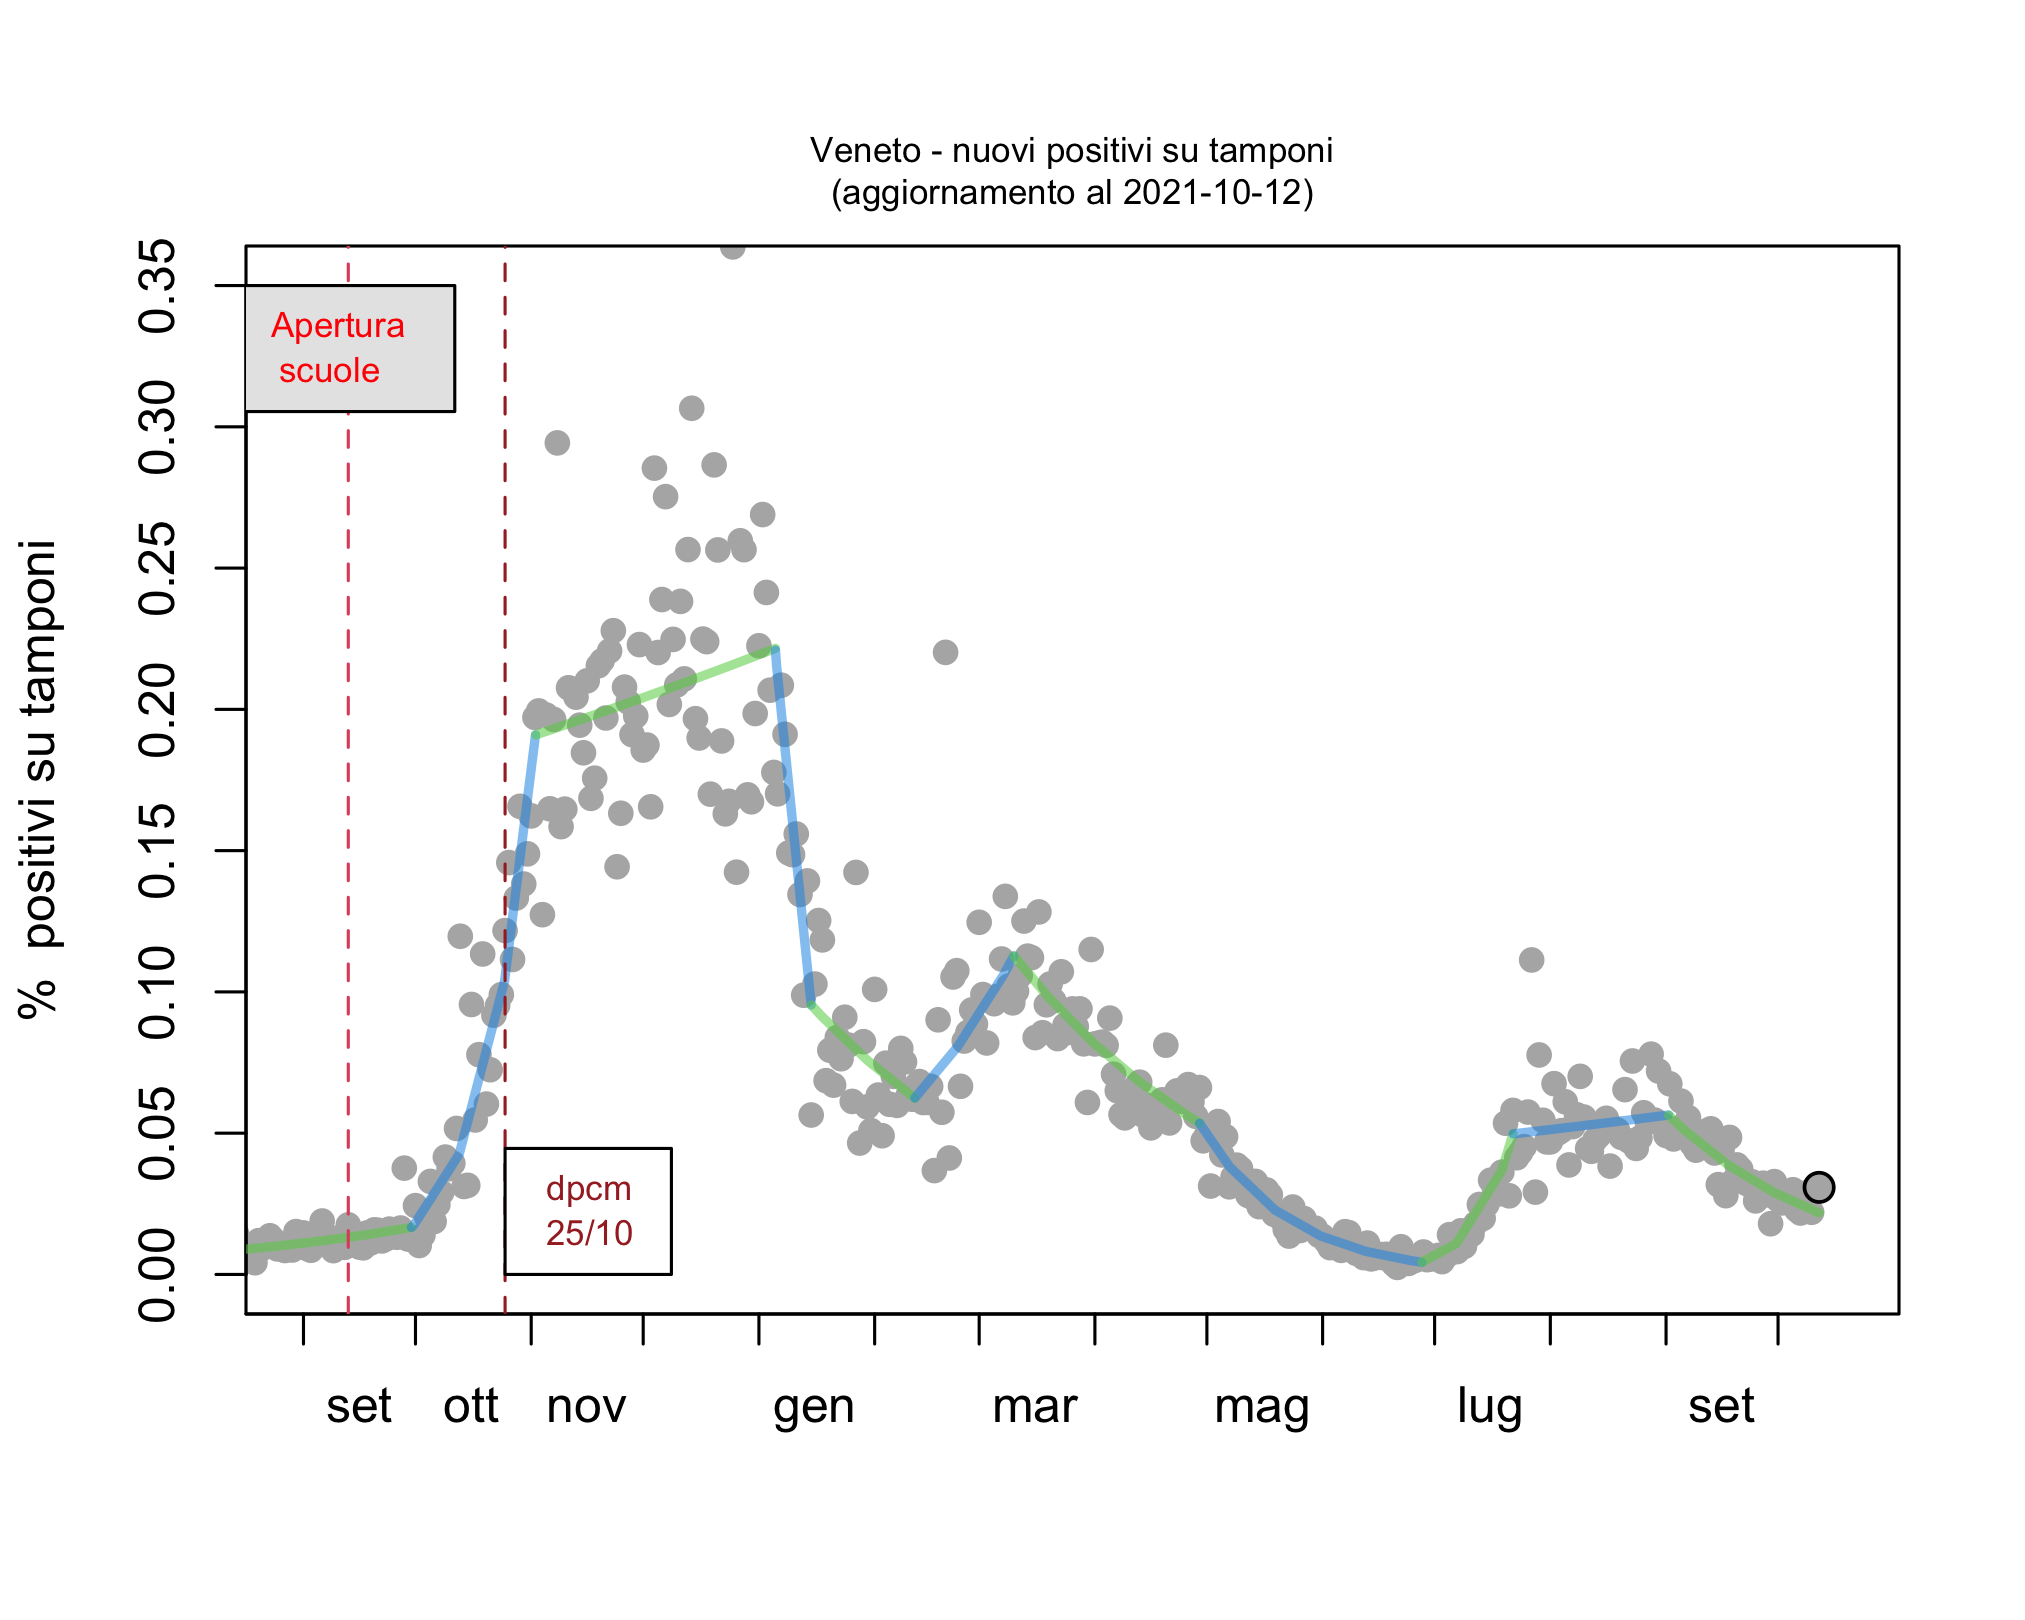 Veneto - nuovi positivi su tamponi
(aggiornamento al 2021-10-12)
% positivi su tamponi
0.35
0.30
0.25
0.20
0.15
0.10
0.05
0.00
Apertura
scuole
dpcm
25/10
set ott nov gen mar mag lug set